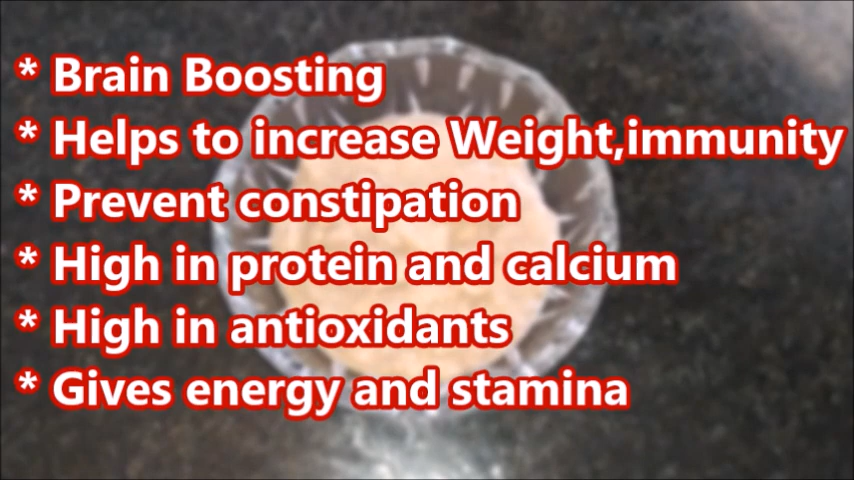 * Brain Boosting
* Helps to increase Weight,immunity
* Prevent constipation
* High in protein and calcium
* High in antioxidants
* Gives energy and stamina